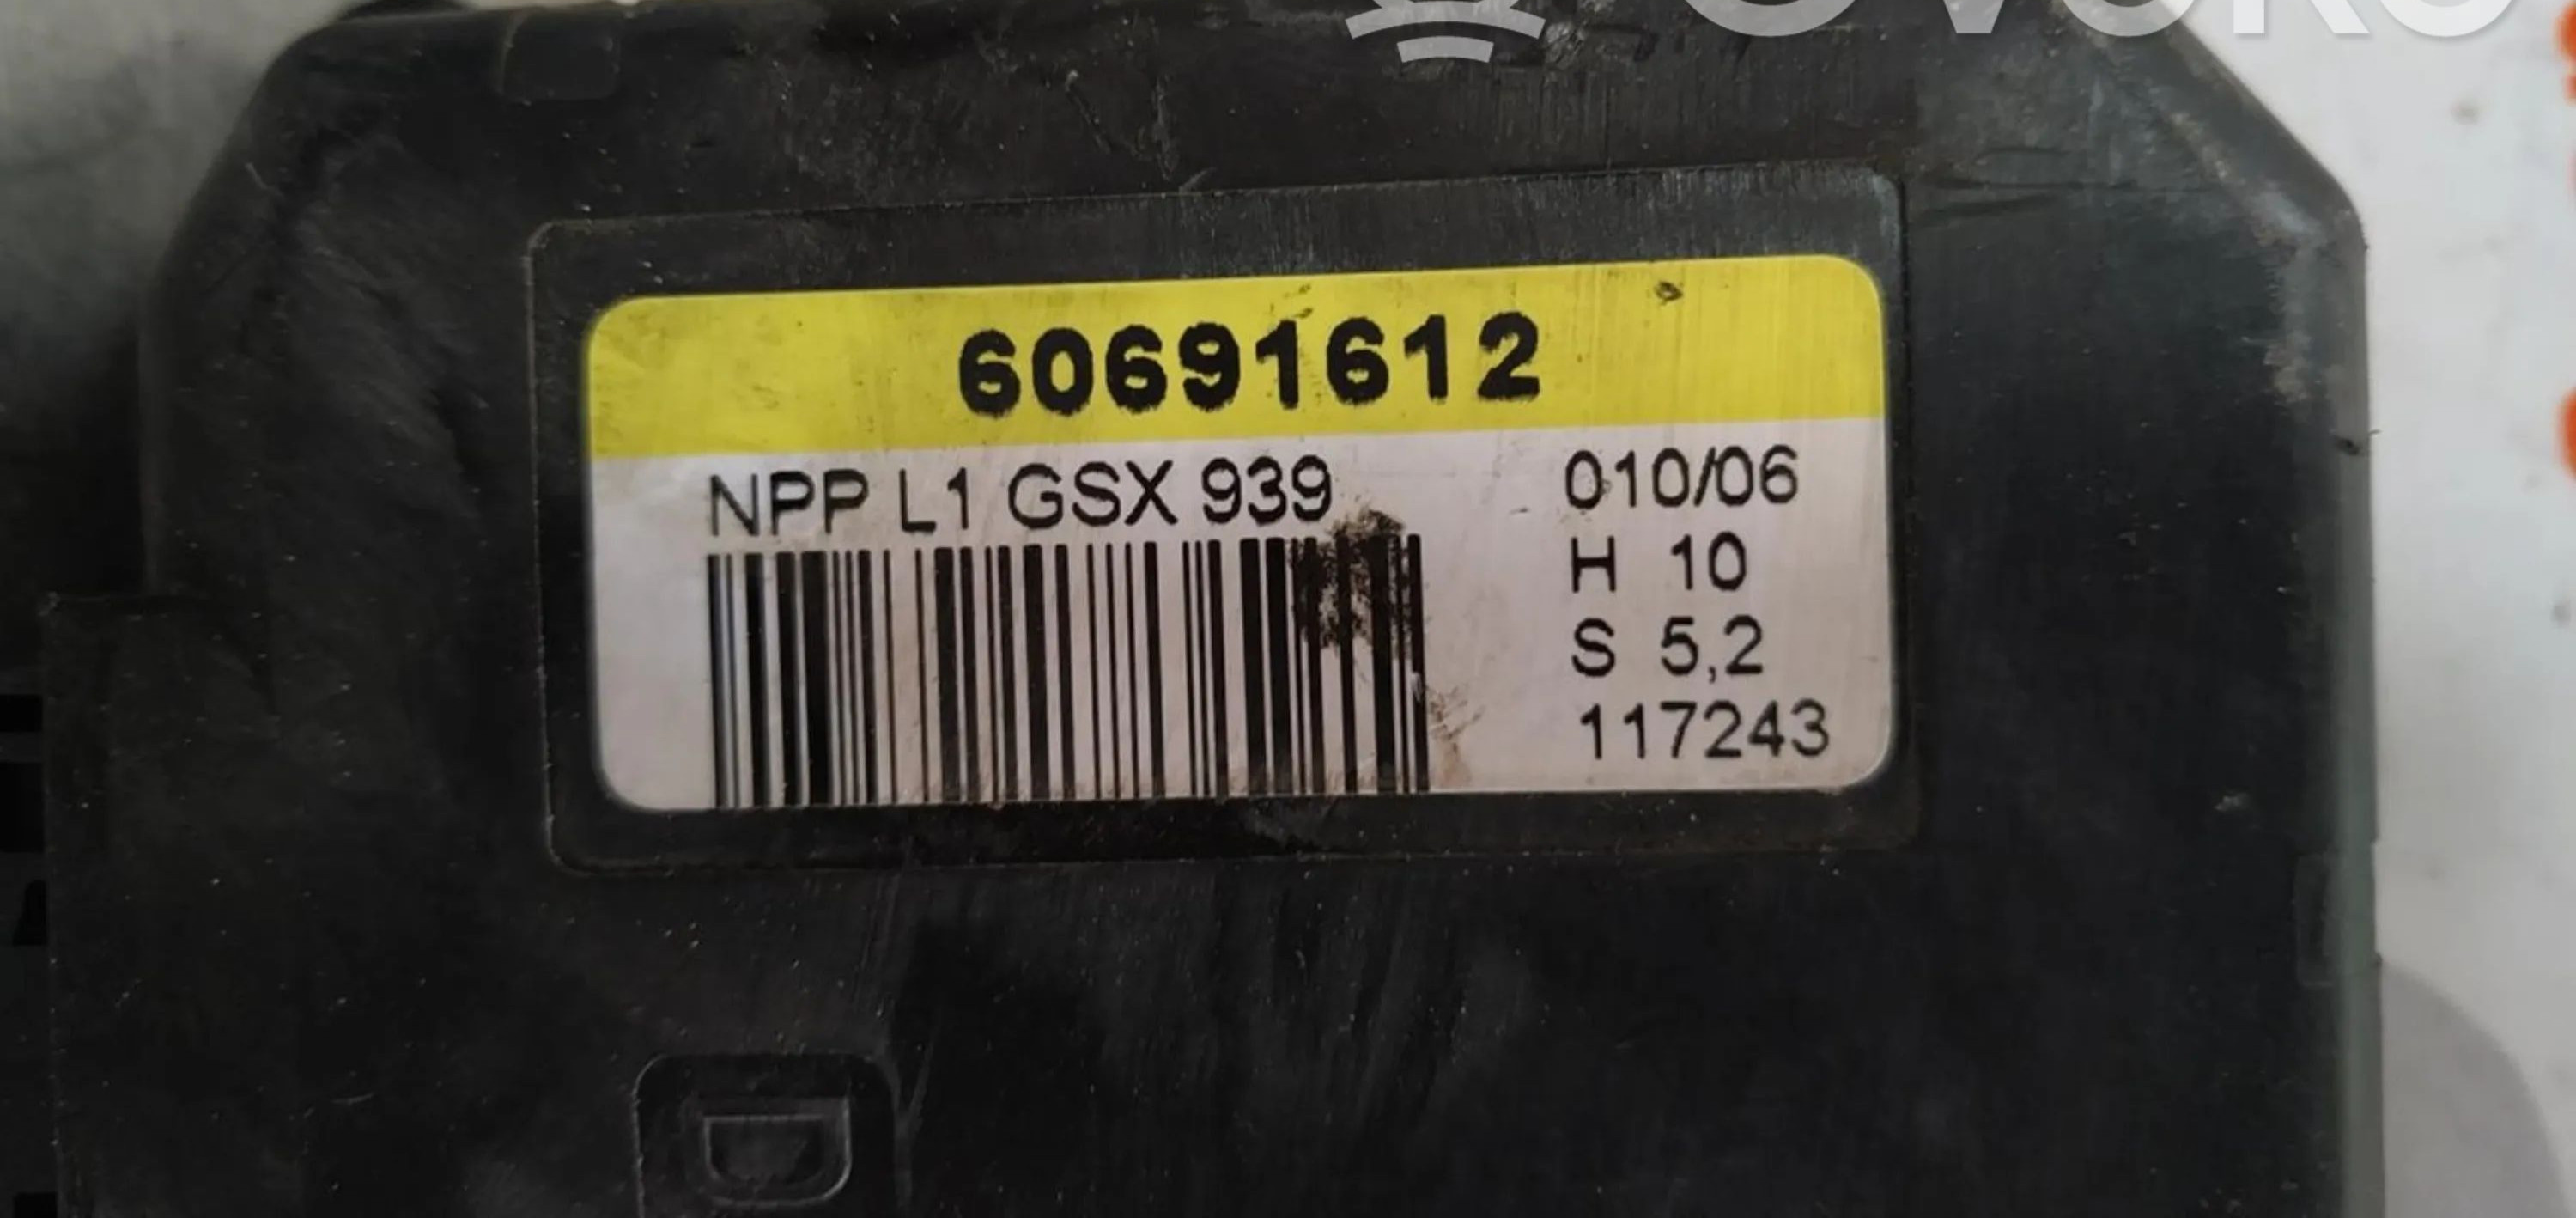 60691612
NPP L1 GSX 939
010/06
H 10
S 5,2
117243